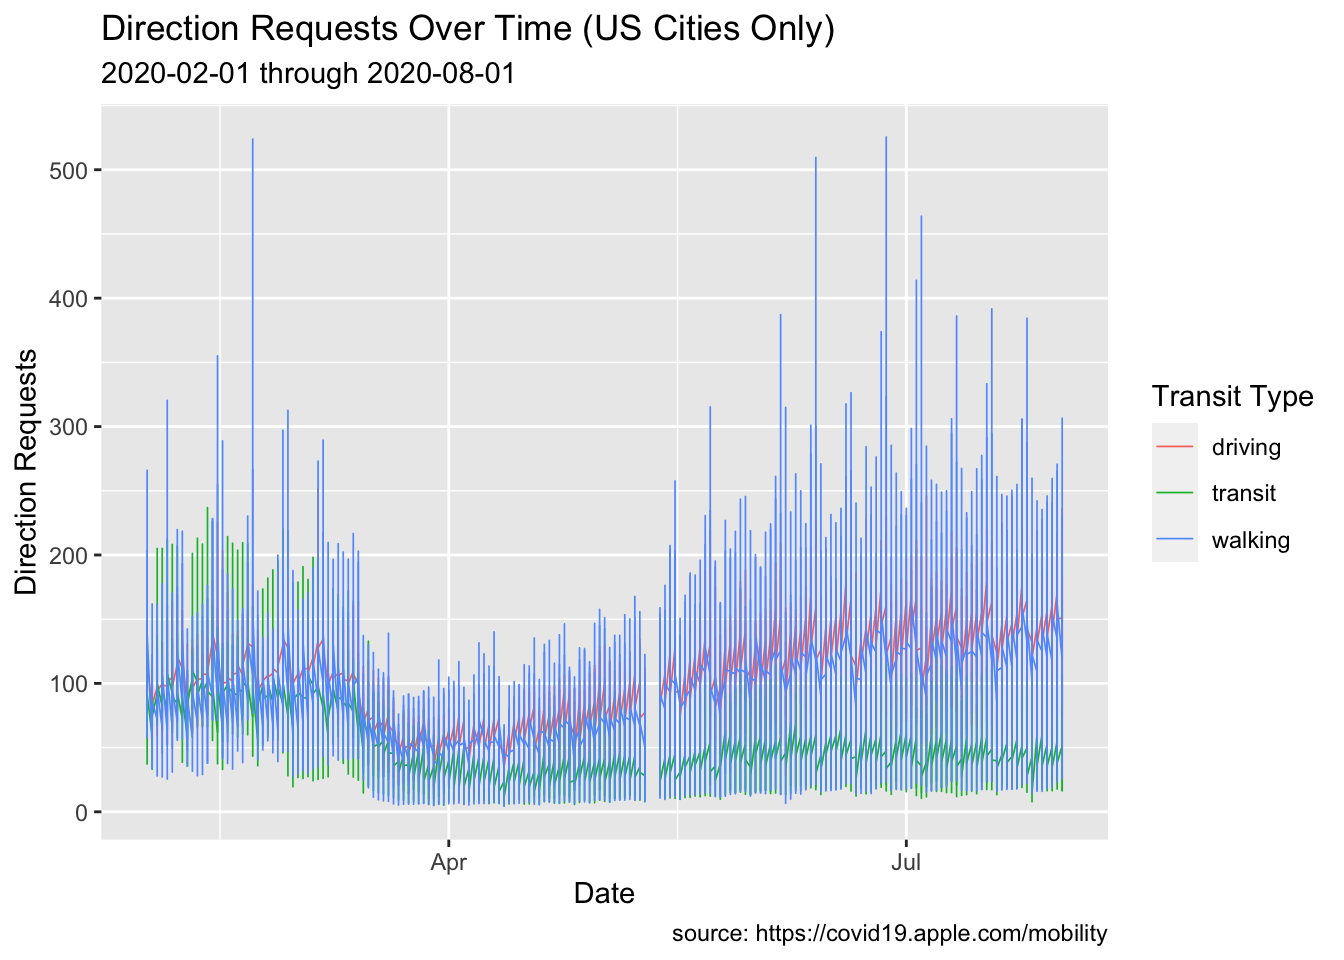 Direction Requests Over Time (US Cities Only)
2020-02-01 through 2020-08-01
Direction Requests
500
400
300
200
100
0
Apr
Jul
Date
Transit Type
driving
transit
walking
source: https://covid19.apple.com/mobility